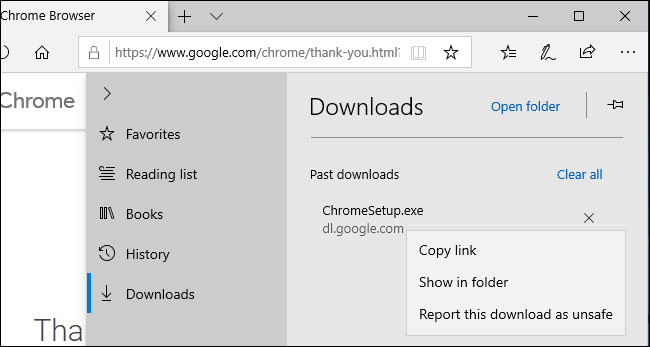 Chrome Browser
https://www.google.com/chrome/thank-you.html?
Chrome
Favorites
Reading list
Books
History
Downloads
Tha
Downloads
Open folder
Past downloads
Clear all
ChromeSetup.exe
dl.google.com
Copy link
Show in folder
Report this download as unsafe